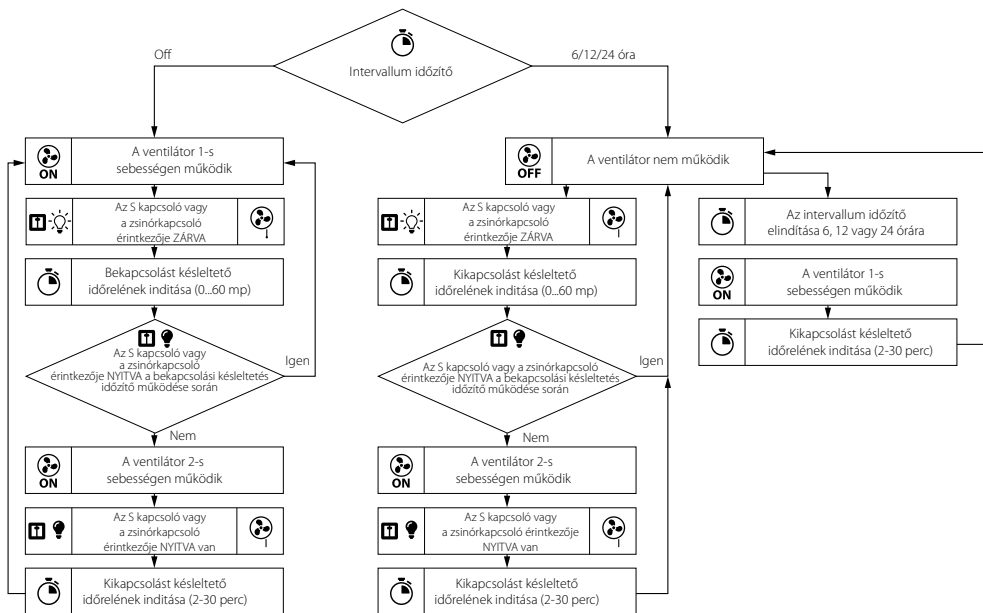 Intervallum időzítő
Off
6/12/24 óra
ON
A ventilátor 1-s
sebességen működik
Az S kapcsoló vagy
a zsinórkapcsoló
érintkezője ZÁRVA
Bekapcsolást késleltető
időrelének inditása (0...60 mp)
Az S kapcsoló vagy
a zsinórkapcsoló
érintkezője NYITVA a bekapcsolási késleltetés
időzítő működése során
Igen
Nem
ON
A ventilátor 2-s
sebességen működik
Az S kapcsoló vagy
a zsinórkapcsoló
érintkezője NYITVA van
Kikapcsolást késleltető
időrelének inditása (2-30 perc)
OFF
A ventilátor nem működik
Az S kapcsoló vagy
a zsinórkapcsoló
érintkezője ZÁRVA
Kikapcsolást késleltető
időrelének inditása (0...60 mp)
Az S kapcsoló vagy a zsinórkapcsoló
érintkezője NYITVA a bekapcsolási késleltetés
időzítő működése során
Igen
Nem
ON
A ventilátor 2-s
sebességen működik
Az S kapcsoló vagy
a zsinórkapcsoló érintkezője
NYITVA van
Kikapcsolást késleltető
időrelének inditása (2-30 perc)
Az intervallum időzítő
elindítása 6, 12 vagy 24 órára
ON
A ventilátor 1-s
sebességen működik
Kikapcsolást késleltető
időrelének inditása (2-30 perc)